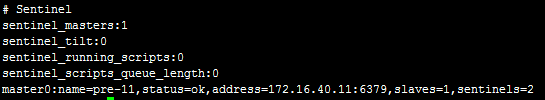 # Sentinel
sentinel_masters:1
sentinel_tilt:0
sentinel_running_scripts:0
sentinel_scripts_queue_length:0
master0:name=pre-11,status=ok,address=172.16.40.11:6379,slaves=1,sentinels=2